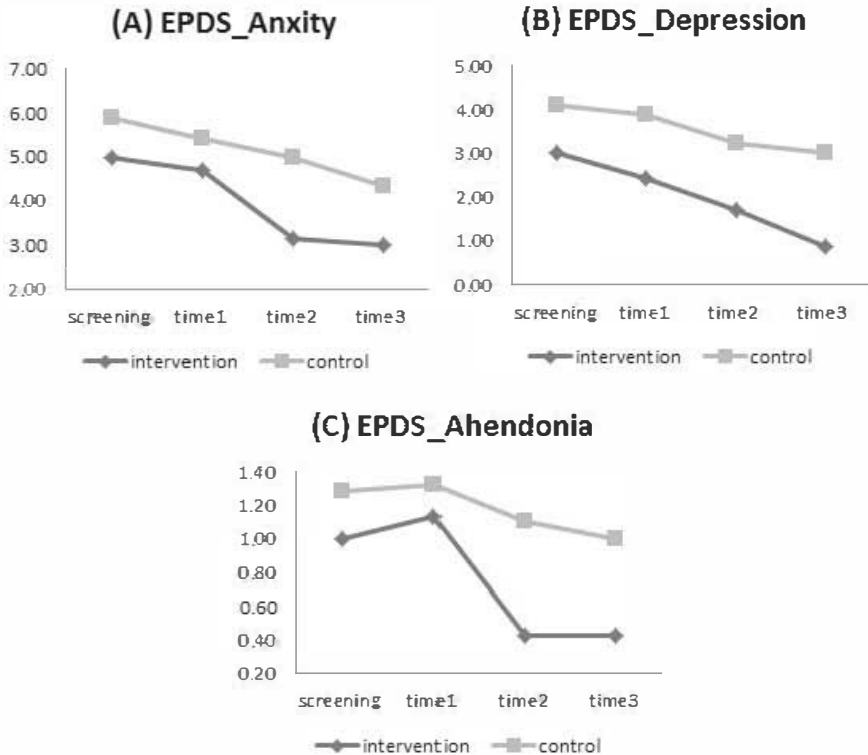 (A) EPDS_Anxity
7.00
6.00
5.00
4.00
3.00
2.00
screening time1 time2 time3
intervention control
(B) EPDS_Depression
5.00
4.00
3.00
2.00
1.00
0.00
screening time1 time2 time3
intervention control
(C) EPDS_Ahendonia
1.40
1.20
1.00
0.80
0.60
0.40
0.20
screening time1 time2 time3
intervention control